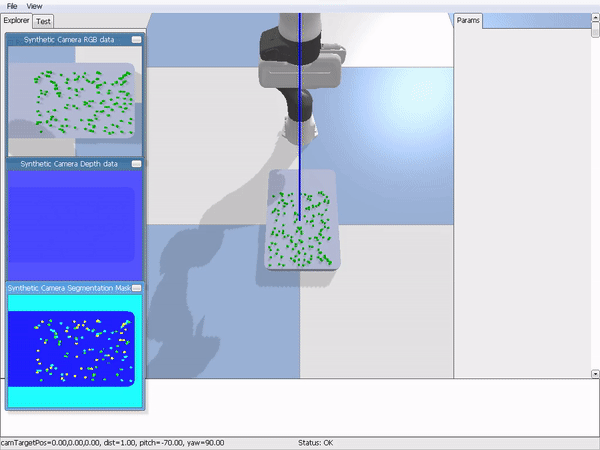 File View
Explorer Test
Params
Synthetic Camera RGB data
Synthetic Camera Depth data
Synthetic Camera Segmentation Mask
camTargetPos=0.00,0.00,0.00, dist=1.00, pitch=-70.00, yaw=90.00 Status: OK